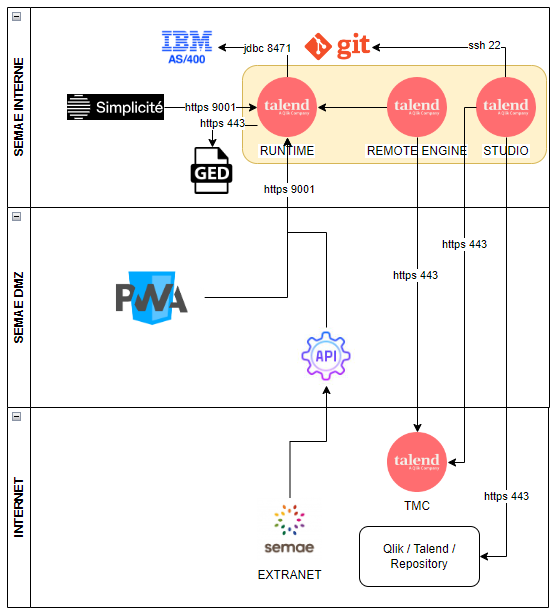 SEMAE INTERNE
IBM
AS/400
jdbc 8471
git
ssh 22
Simplicité
https 9001
https 443
talend
A Qlik Company
RUNTIME
talend
A Qlik Company
REMOTE ENGINE
talend
A Qlik Company
STUDIO
GED
https 9001
SEMAE DMZ
https 443
https 443
PWA
API
INTERNET
talend
A Qlik Company
TMC
https 443
semae
EXTRANET
Qlik / Talend /
Repository